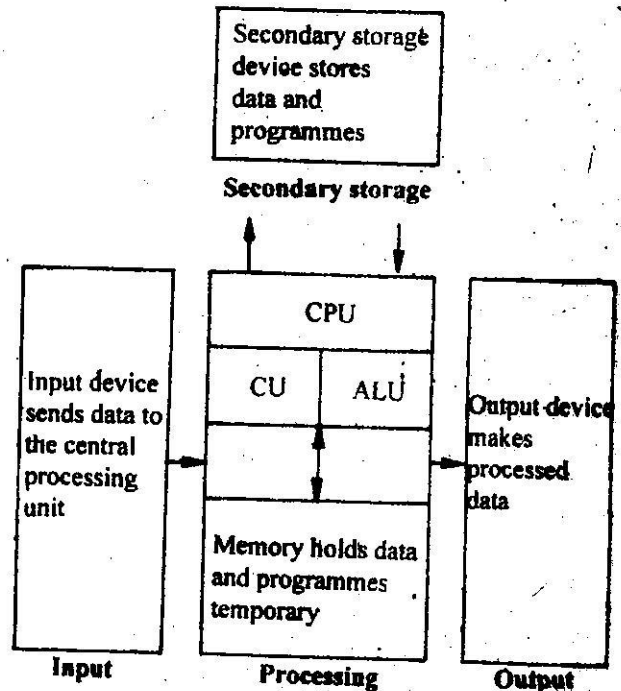 Secondary storage
device stores
data and
programmes
Secondary storage
CPU
CU
ALU
Input device
sends data to
the central
processing
unit
Output device
makes
processed
data
Memory holds data
and programmes
temporary
Input
Processing
Output